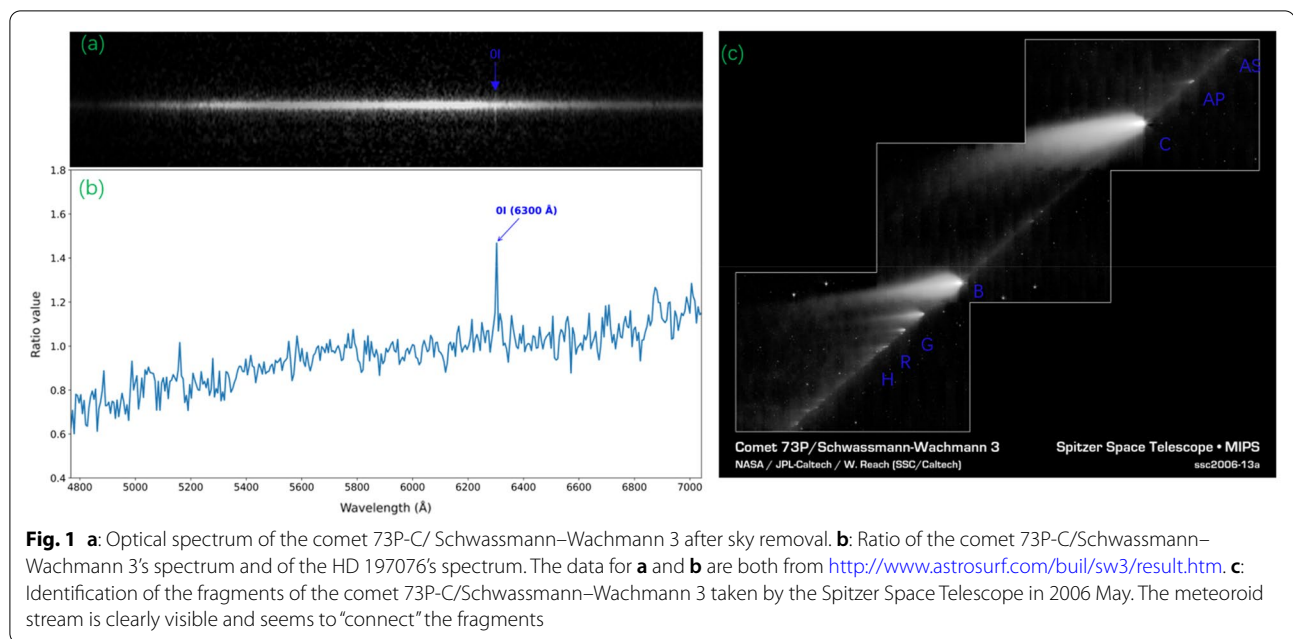 (a)
0I
(b)
1.8
1.6
1.4
1.2
1.0
0.8
0.6
0.4
Ratio value
0I (6300 Å)
4800 5000 5200 5400 5600 5800 6000 6200 6400 6600 6800 7000
Wavelength (Å)
(c)
AS
AP
C
B
G
R
H
Comet 73P/Schwassmann-Wachmann 3
NASA / JPL-Caltech / W. Reach (SSC/Caltech)
Spitzer Space Telescope • MIPS
ssc2006-13a
Fig. 1 a: Optical spectrum of the comet 73P-C/ Schwassmann–Wachmann 3 after sky removal. b: Ratio of the comet 73P-C/Schwassmann–
Wachmann 3's spectrum and of the HD 197076's spectrum. The data for a and b are both from http://www.astrosurf.com/buil/sw3/result.htm. c:
Identification of the fragments of the comet 73P-C/Schwassmann–Wachmann 3 taken by the Spitzer Space Telescope in 2006 May. The meteoroid
stream is clearly visible and seems to “connect” the fragments